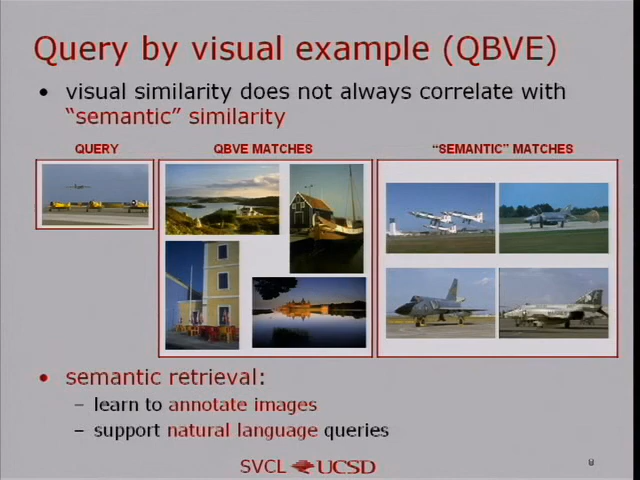 Query by visual example (QBVE)
• visual similarity does not always correlate with
“semantic” similarity
QUERY
QBVE MATCHES
“SEMANTIC” MATCHES
• semantic retrieval:
– learn to annotate images
– support natural language queries
SVCL UCSD